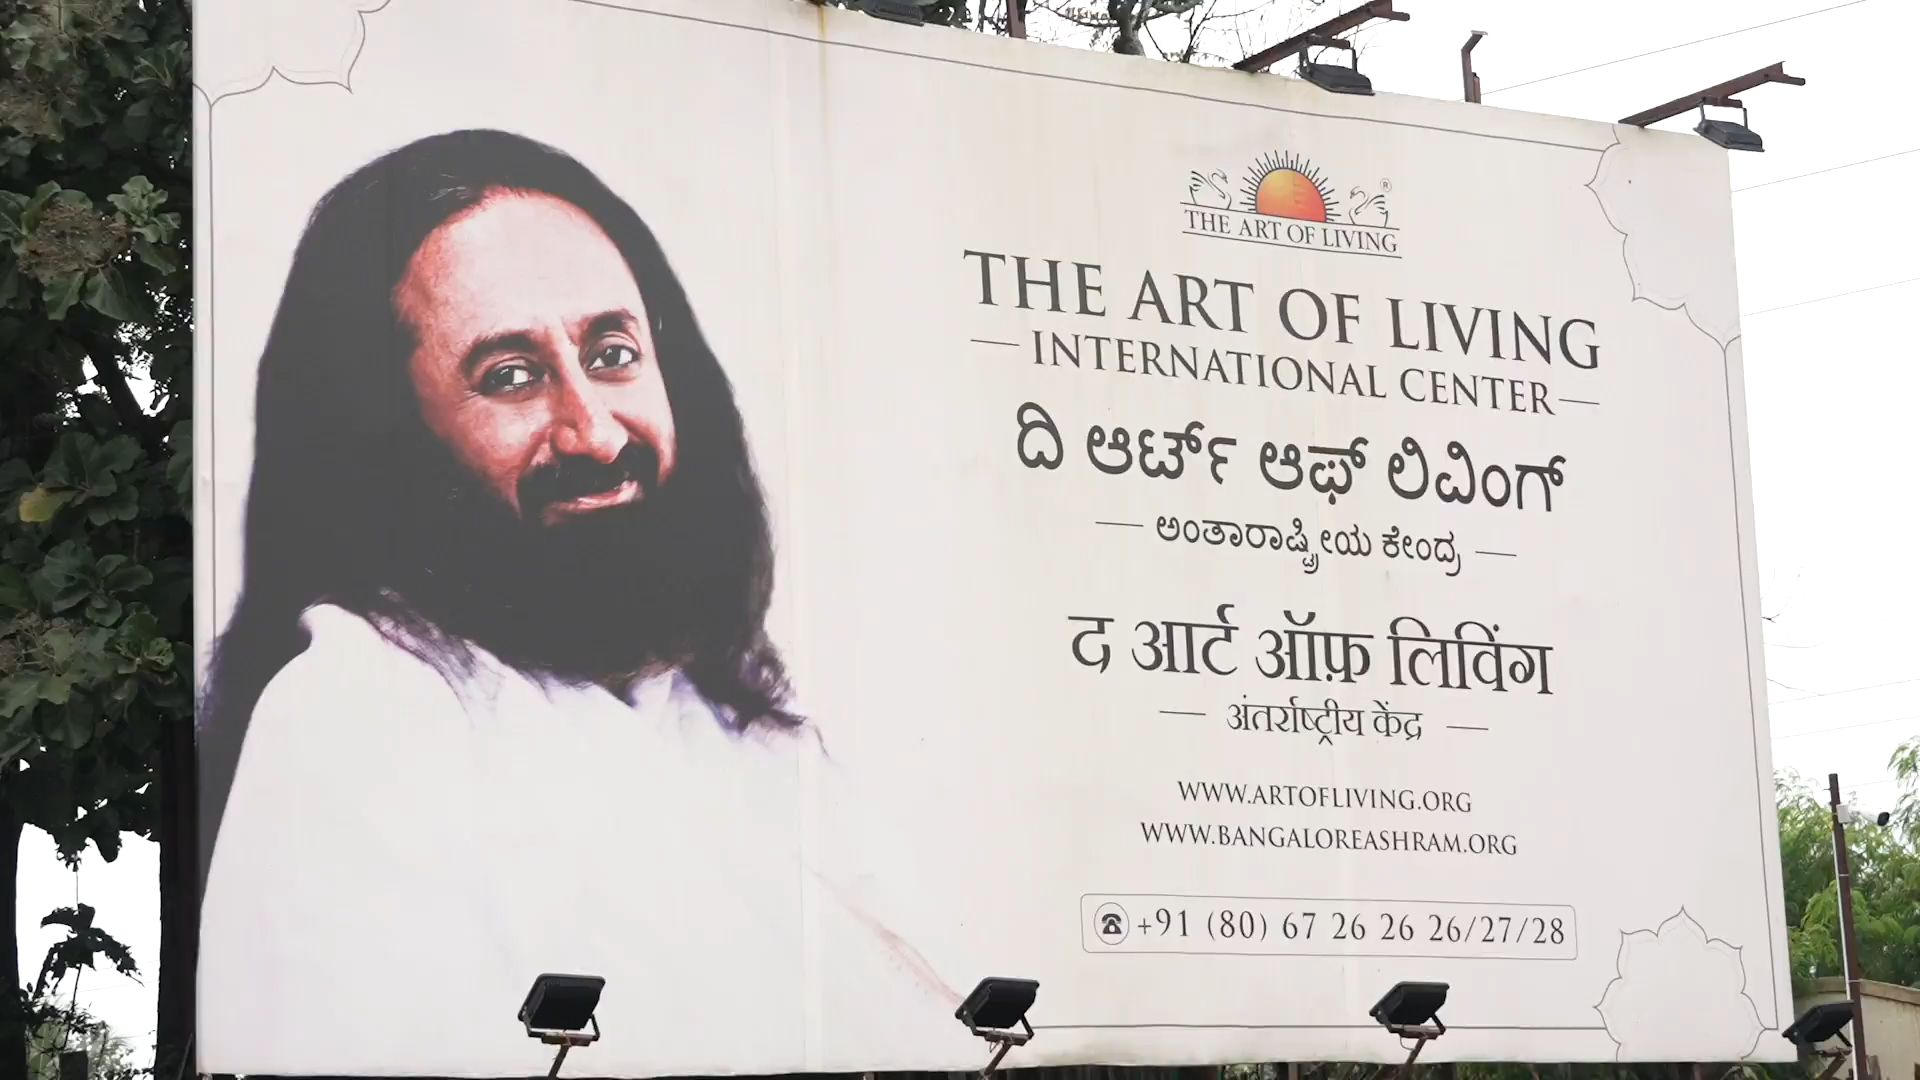 THE ART OF LIVING ®
THE ART OF LIVING
INTERNATIONAL CENTER
ದಿ ಆರ್ಟ್ ಆಫ್ ಲಿವಿಂಗ್
ಅಂತಾರಾಷ್ಟ್ರೀಯ ಕೇಂದ್ರ
द आर्ट ऑफ़ लिविंग
अंतर्राष्ट्रीय केंद्र
WWW.ARTOFLIVING.ORG
WWW.BANGALOREASHRAM.ORG
+91 (80) 67 26 26 26/27/28